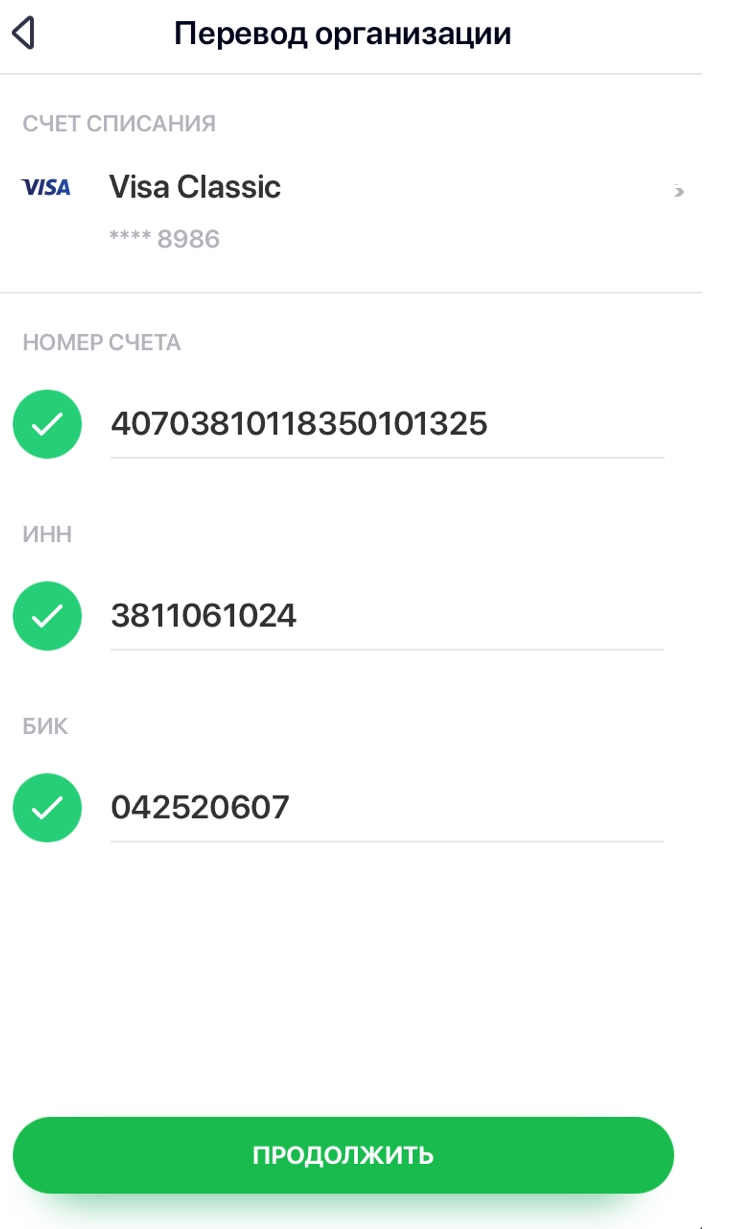 Перевод организации
СЧЕТ СПИСАНИЯ
VISA Visa Classic
**** 8986
НОМЕР СЧЕТА
40703810118350101325
ИНН
3811061024
БИК
042520607
ПРОДОЛЖИТЬ